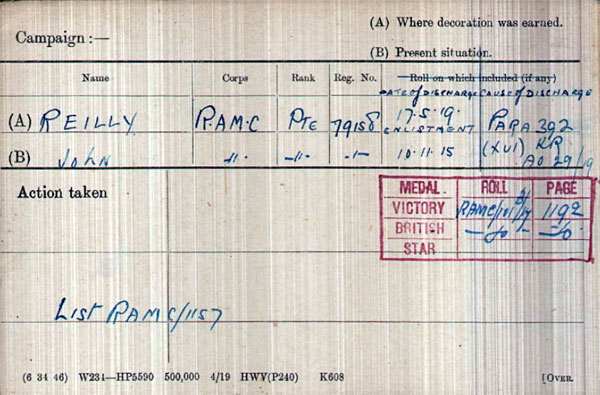 (A) Where decoration was earned.
Campaign :—
(B) Present situation.
Name Corps Rank Reg. No. Roll on which included (if any)
DATE of DISCHARGE CAUSE of DISCHARGE
(A) REILLY R.A.M.C PTE 79158 17.5.19. PARA 392
ENLISTMENT (XVI) KR
(B) John -"- -"- -"- 10.11.15 AO 29/19
Action taken
MEDAL ROLL PAGE
VICTORY RAMC/101/ 1192
BRITISH - do - - do
STAR
List RAMC/1157
(6 34 46) W234—HP5590 500,000 4/19 HWV(P240) K608 [OVER.